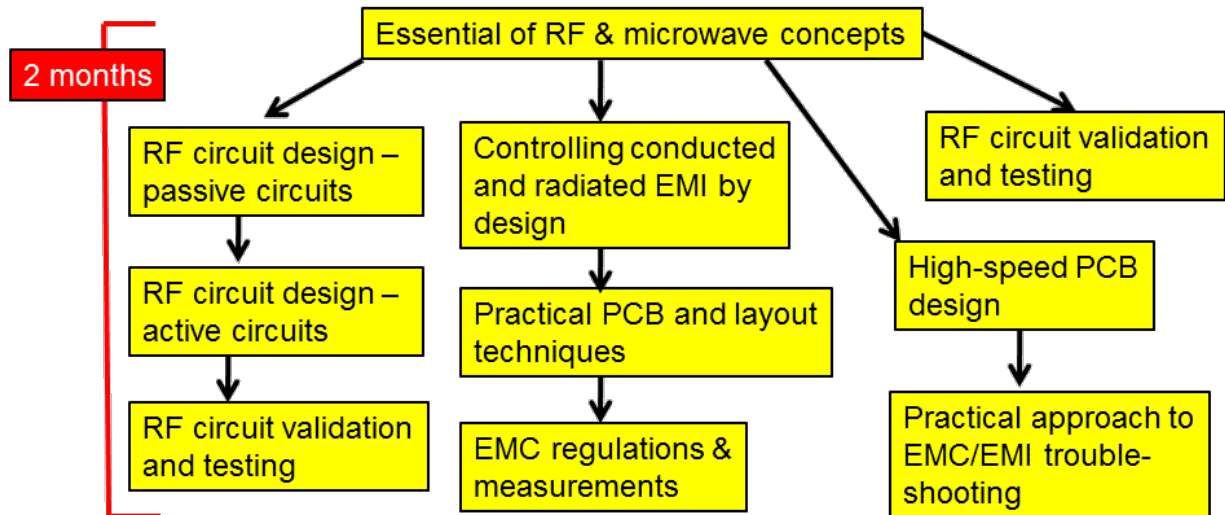 Essential of RF & microwave concepts
2 months
RF circuit design –
passive circuits
RF circuit design –
active circuits
RF circuit validation
and testing
Controlling conducted
and radiated EMI by
design
Practical PCB and layout
techniques
EMC regulations &
measurements
RF circuit validation
and testing
High-speed PCB
design
Practical approach to
EMC/EMI trouble-
shooting